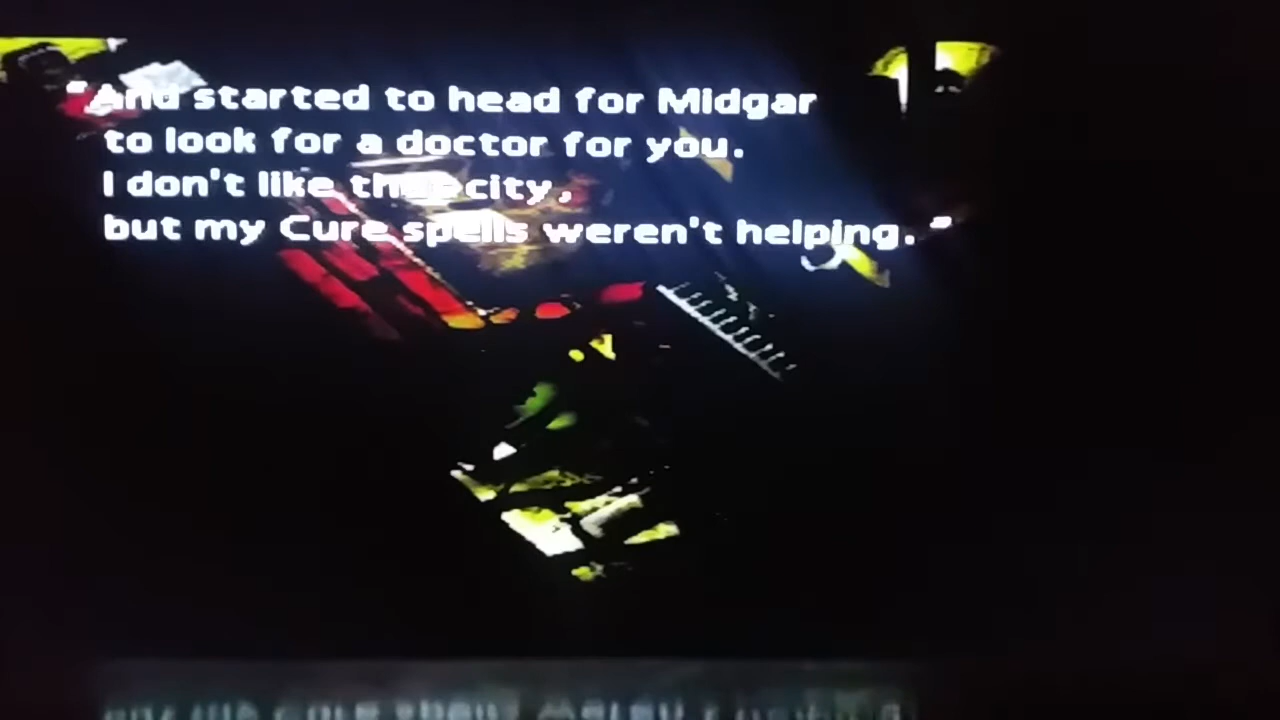 "And started to head for Midgar
to look for a doctor for you.
I don't like the city,
but my Cure spells weren't helping."